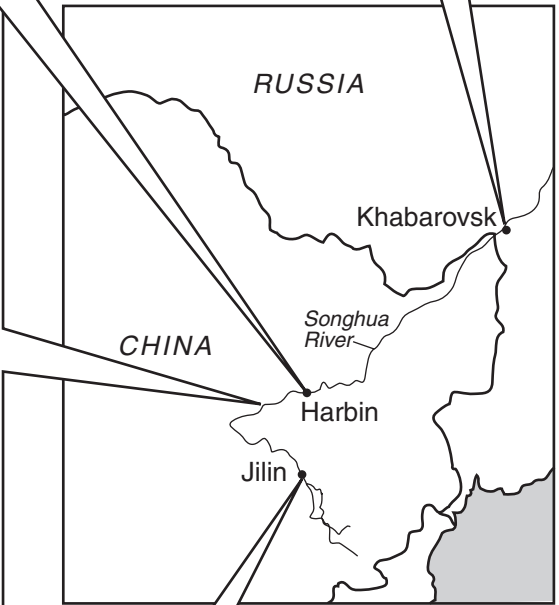 RUSSIA
Khabarovsk
Songhua
River
CHINA
Harbin
Jilin